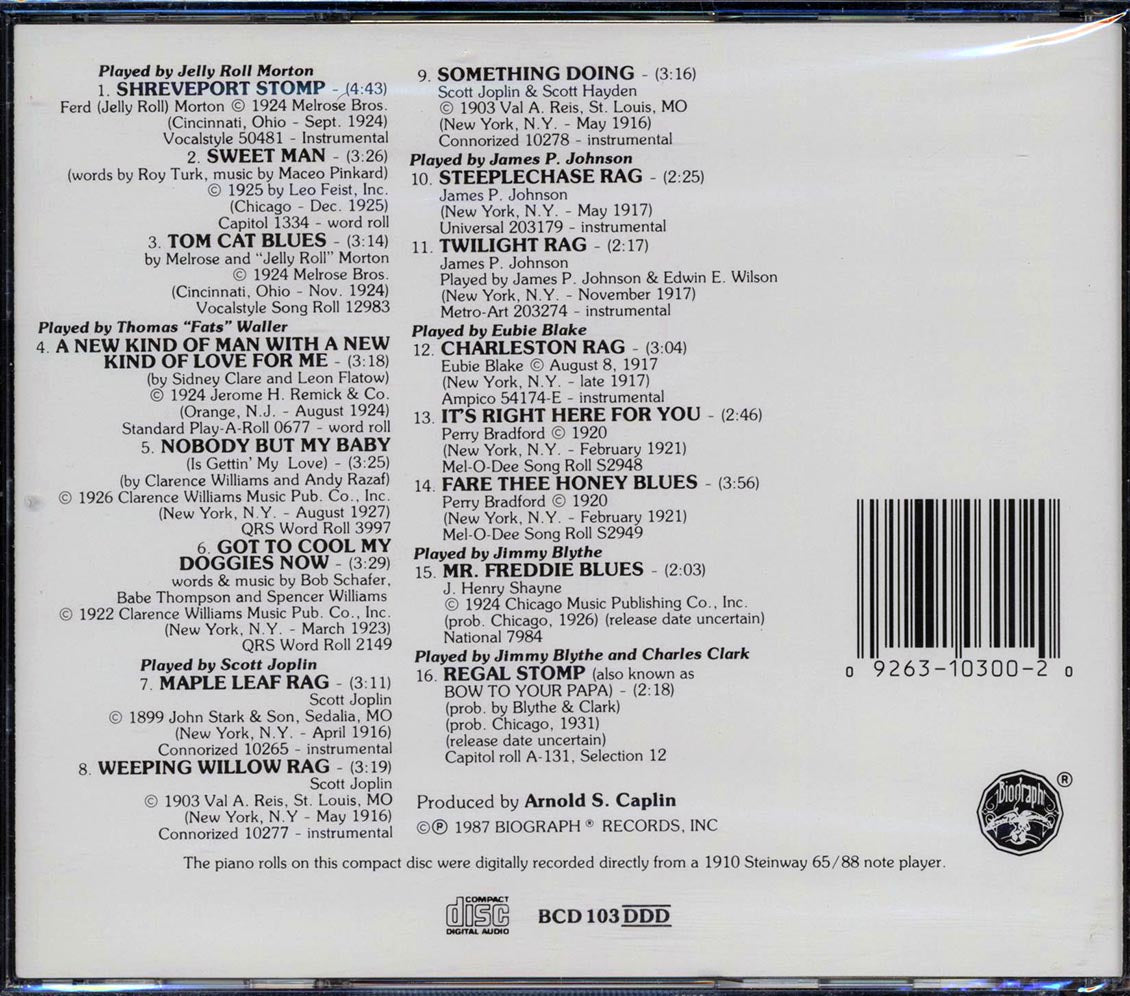 Played by Jelly Roll Morton
1. SHREVEPORT STOMP - (4:43)
Ferd (Jelly Roll) Morton © 1924 Melrose Bros.
(Cincinnati, Ohio - Sept. 1924)
Vocalstyle 50481 - Instrumental
2. SWEET MAN - (3:26)
(words by Roy Turk, music by Maceo Pinkard)
© 1925 by Leo Feist, Inc.
(Chicago - Dec. 1925)
Capitol 1334 - word roll
3. TOM CAT BLUES - (3:14)
by Melrose and "Jelly Roll" Morton
© 1924 Melrose Bros.
(Cincinnati, Ohio - Nov. 1924)
Vocalstyle Song Roll 12983
Played by Thomas "Fats" Waller
4. A NEW KIND OF MAN WITH A NEW
KIND OF LOVE FOR ME - (3:18)
(by Sidney Clare and Leon Flatow)
© 1924 Jerome H. Remick & Co.
(Orange, N.J. - August 1924)
Standard Play-A-Roll 0677 - word roll
5. NOBODY BUT MY BABY
(Is Gettin' My Love) - (3:25)
(by Clarence Williams and Andy Razaf)
© 1926 Clarence Williams Music Pub. Co., Inc.
(New York, N.Y. - August 1927)
QRS Word Roll 3997
6. GOT TO COOL MY
DOGGIES NOW - (3:29)
words & music by Bob Schafer,
Babe Thompson and Spencer Williams
© 1922 Clarence Williams Music Pub. Co., Inc.
(New York, N.Y. - March 1923)
QRS Word Roll 2149
Played by Scott Joplin
7. MAPLE LEAF RAG - (3:11)
Scott Joplin
© 1899 John Stark & Son, Sedalia, MO
(New York, N.Y. - April 1916)
Connorized 10265 - instrumental
8. WEEPING WILLOW RAG - (3:19)
Scott Joplin
© 1903 Val A. Reis, St. Louis, MO
(New York, N.Y - May 1916)
Connorized 10277 - instrumental
9. SOMETHING DOING - (3:16)
Scott Joplin & Scott Hayden
© 1903 Val A. Reis, St. Louis, MO
(New York, N.Y. - May 1916)
Connorized 10278 - instrumental
Played by James P. Johnson
10. STEEPLECHASE RAG - (2:25)
James P. Johnson
(New York, N.Y. - May 1917)
Universal 203179 - instrumental
11. TWILIGHT RAG - (2:17)
James P. Johnson
Played by James P. Johnson & Edwin E. Wilson
(New York, N.Y. - November 1917)
Metro-Art 203274 - instrumental
Played by Eubie Blake
12. CHARLESTON RAG - (3:04)
Eubie Blake © August 8, 1917
(New York, N.Y. - late 1917)
Ampico 54174-E - instrumental
13. IT'S RIGHT HERE FOR YOU - (2:46)
Perry Bradford © 1920
(New York, N.Y. - February 1921)
Mel-O-Dee Song Roll S2948
14. FARE THEE HONEY BLUES - (3:56)
Perry Bradford © 1920
(New York, N.Y. - February 1921)
Mel-O-Dee Song Roll S2949
Played by Jimmy Blythe
15. MR. FREDDIE BLUES - (2:03)
J. Henry Shayne
© 1924 Chicago Music Publishing Co., Inc.
(prob. Chicago, 1926) (release date uncertain)
National 7984
Played by Jimmy Blythe and Charles Clark
16. REGAL STOMP (also known as
BOW TO YOUR PAPA) - (2:18)
(prob. by Blythe & Clark)
(prob. Chicago, 1931)
(release date uncertain)
Capitol roll A-131, Selection 12
Produced by Arnold S. Caplin
©℗ 1987 BIOGRAPH ® RECORDS, INC
0 9263-10300-2 0
Biograph ®
The piano rolls on this compact disc were digitally recorded directly from a 1910 Steinway 65/88 note player.
COMPACT
disc
DIGITAL AUDIO
BCD 103 DDD